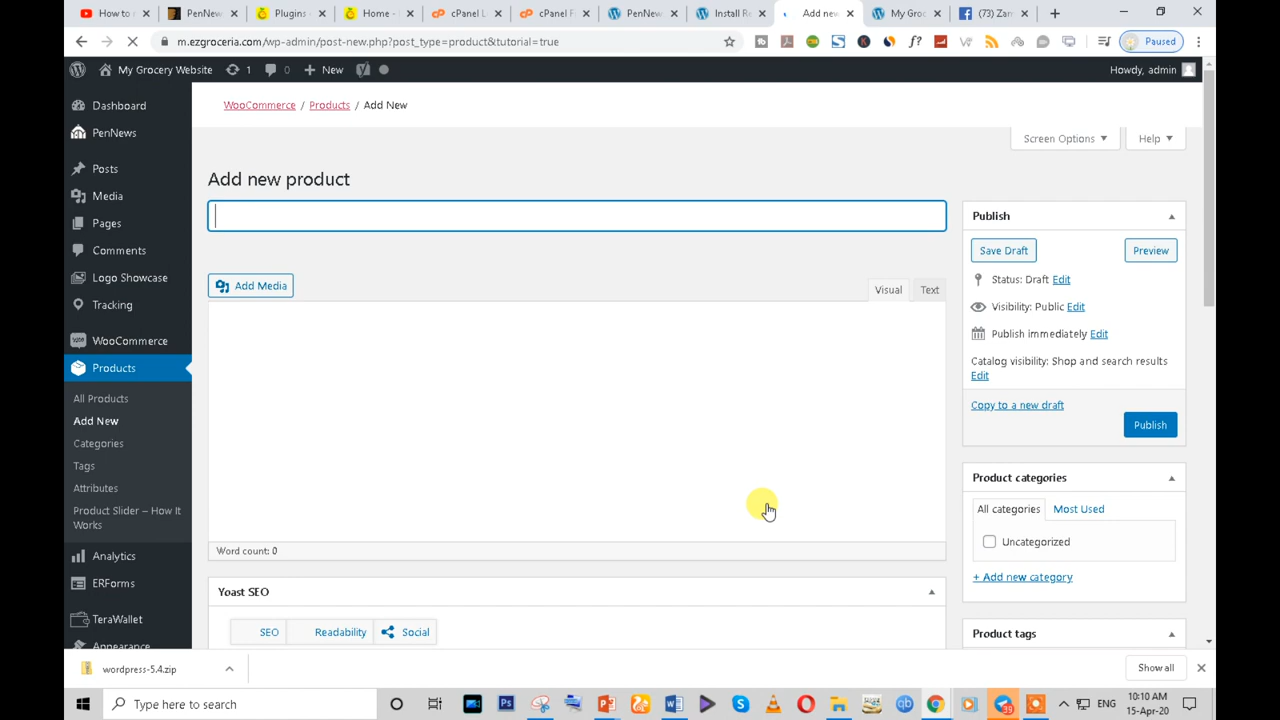 How to r
PenNew
Plugins -
Home -
cPanel L
cPanel F
PenNew
Install Re
Add new
My Groc
(73) Zam
m.ezgroceria.com/wp-admin/post-new.php?post_type=product&tutorial=true
Paused
My Grocery Website
1
0
New
Howdy, admin
Dashboard
PenNews
Posts
Media
Pages
Comments
Logo Showcase
Tracking
WooCommerce
Products
All Products
Add New
Categories
Tags
Attributes
Product Slider – How It
Works
Analytics
ERForms
TeraWallet
Appearance
WooCommerce / Products / Add New
Screen Options
Help
Add new product
Add Media
Visual
Text
Word count: 0
Yoast SEO
SEO
Readability
Social
Publish
Save Draft
Preview
Status: Draft Edit
Visibility: Public Edit
Publish immediately Edit
Catalog visibility: Shop and search results
Edit
Copy to a new draft
Publish
Product categories
All categories
Most Used
Uncategorized
+ Add new category
Product tags
wordpress-5.4.zip
Show all
Type here to search
39
ENG
10:10 AM
15-Apr-20